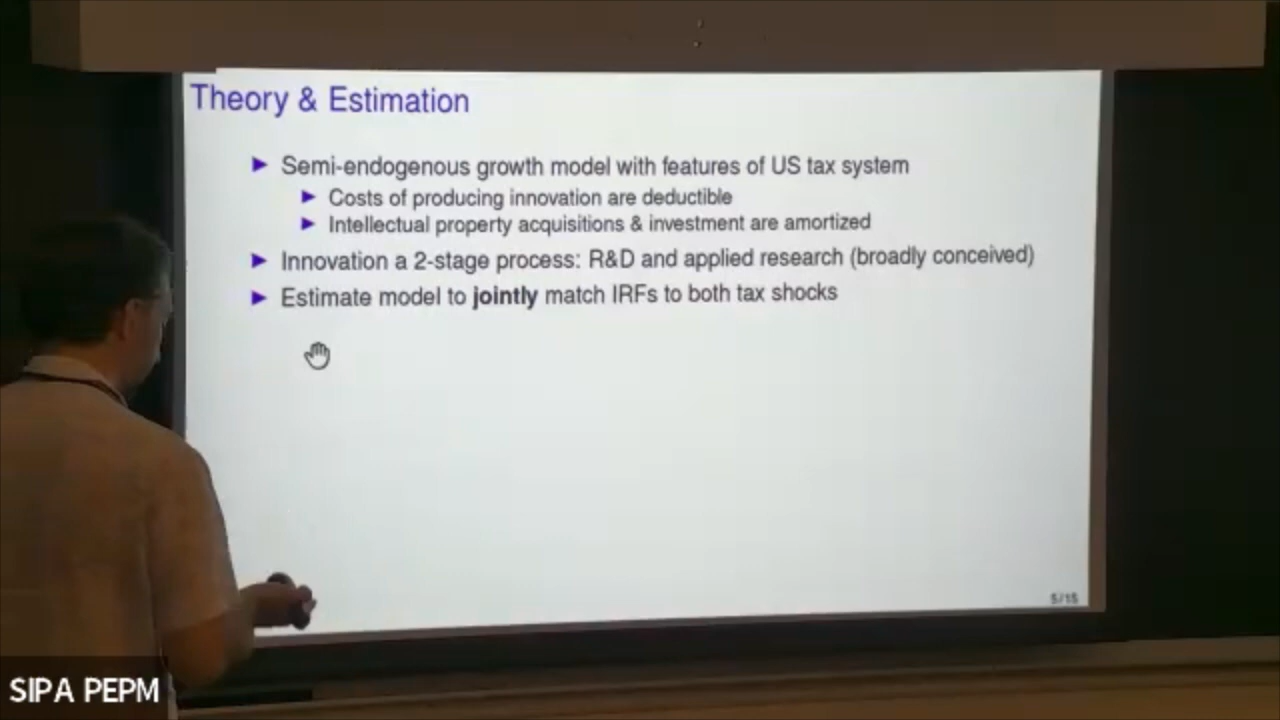 Theory & Estimation
Semi-endogenous growth model with features of US tax system
Costs of producing innovation are deductible
Intellectual property acquisitions & investment are amortized
Innovation a 2-stage process: R&D and applied research (broadly conceived)
Estimate model to jointly match IRFs to both tax shocks
5/15
SIPA PEPM